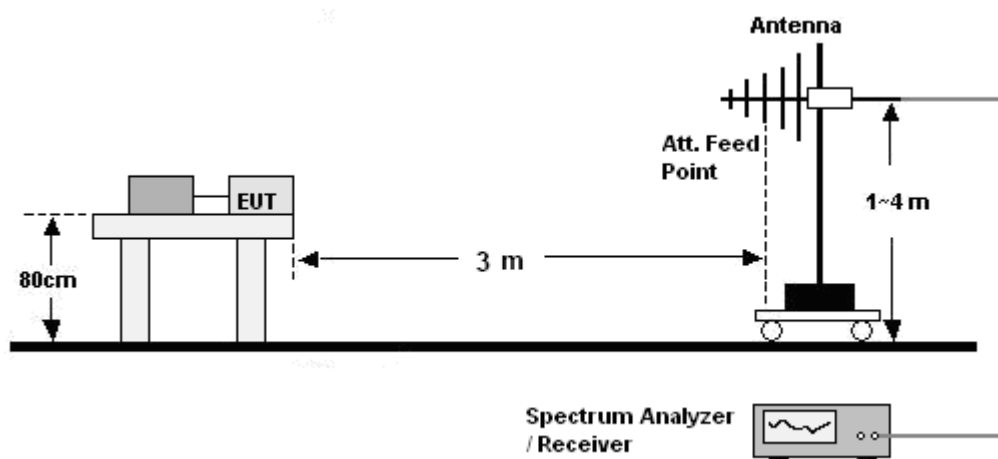 Antenna
Att. Feed
Point
EUT
1~4 m
3 m
80cm
Spectrum Analyzer
/ Receiver